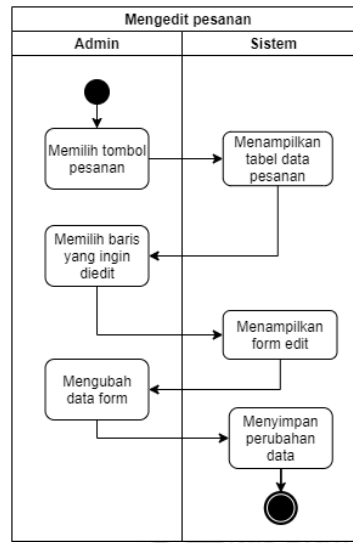 Mengedit pesanan
Admin
Sistem
Memilih tombol
pesanan
Menampilkan
tabel data
pesanan
Memilih baris
yang ingin
diedit
Menampilkan
form edit
Mengubah
data form
Menyimpan
perubahan
data